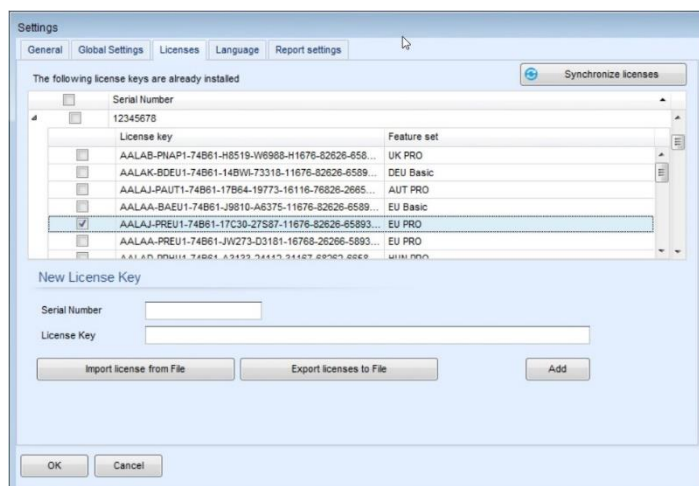 Settings
General Global Settings Licenses Language Report settings
The following license keys are already installed
Synchronize licenses
Serial Number
12345678
License key Feature set
AALAB-PNAP1-74B61-H8519-W6988-H1676-82626-658... UK PRO
AALAK-BDEU1-74B61-14BWI-73318-11676-82626-6589... DEU Basic
AALAJ-PAUT1-74B61-17B64-19773-16116-76826-2665... AUT PRO
AALAA-BAEU1-74B61-J9810-A6375-11676-82626-6589... EU Basic
AALAJ-PREU1-74B61-17C30-27S87-11676-82626-65893... EU PRO
AALAA-PREU1-74B61-JW273-D3181-16768-26266-5893... EU PRO
New License Key
Serial Number
License Key
Import license from File Export licenses to File Add
OK Cancel